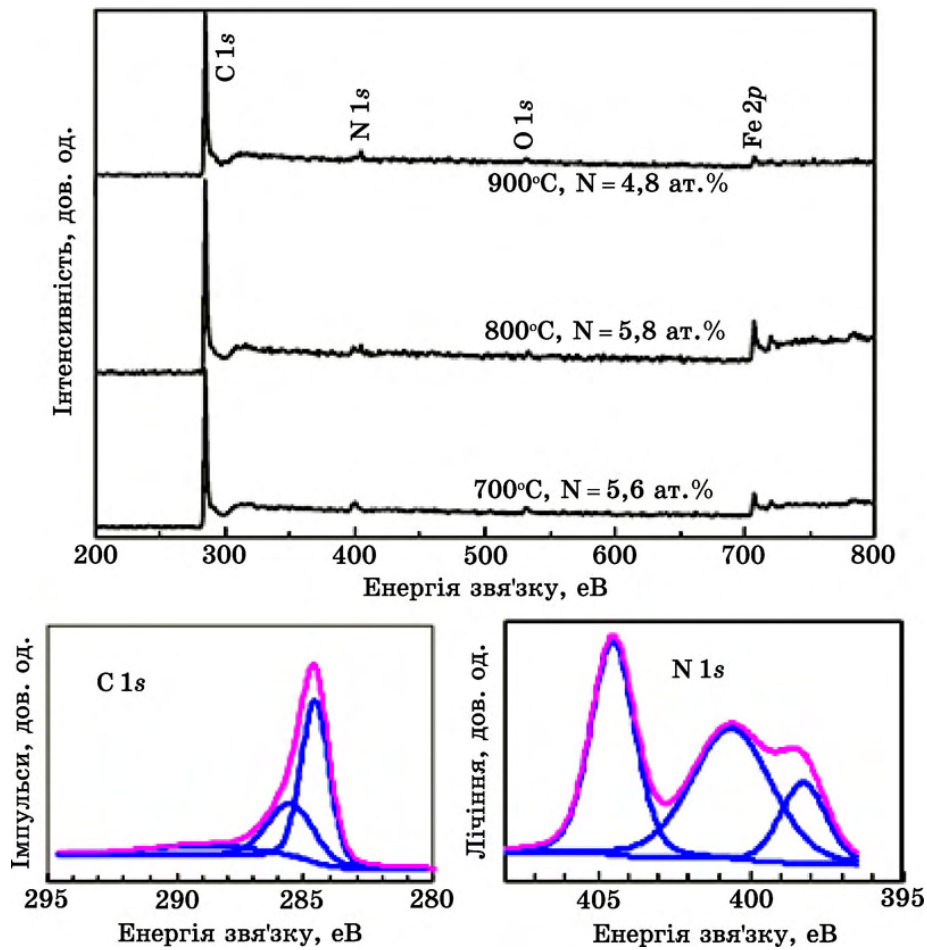 Інтенсивність, дов. од.
C 1s
N 1s
O 1s
Fe 2p
900°C, N = 4,8 ат.%
800°C, N = 5,8 ат.%
700°C, N = 5,6 ат.%
200 300 400 500 600 700 800
Енергія звя'зку, еВ
Імпульси, дов. од.
C 1s
295 290 285 280
Енергія звя'зку, еВ
Лічіння, дов. од.
N 1s
405 400 395
Енергія звя'зку, еВ